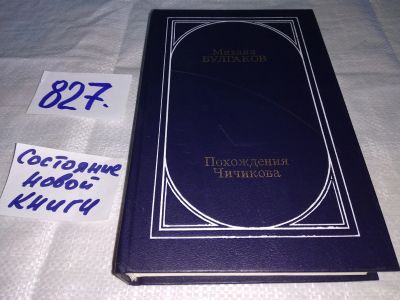 827.
Состояние
новой
книги
Михаил
БУЛГАКОВ
Похождения
Чичикова